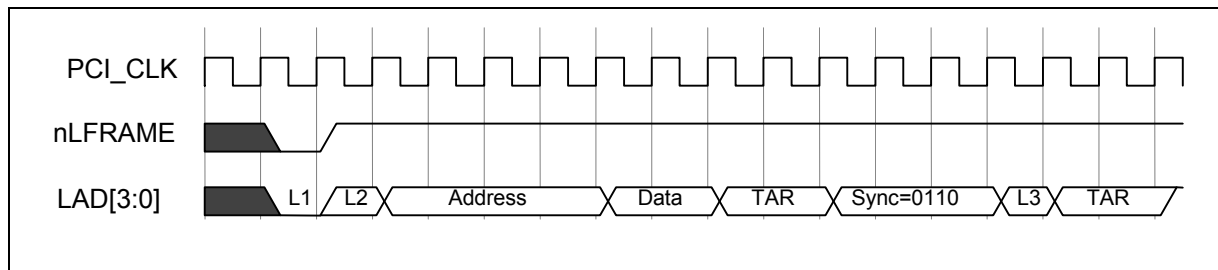 PCI_CLK
nLFRAME
LAD[3:0] L1 L2 Address Data TAR Sync=0110 L3 TAR